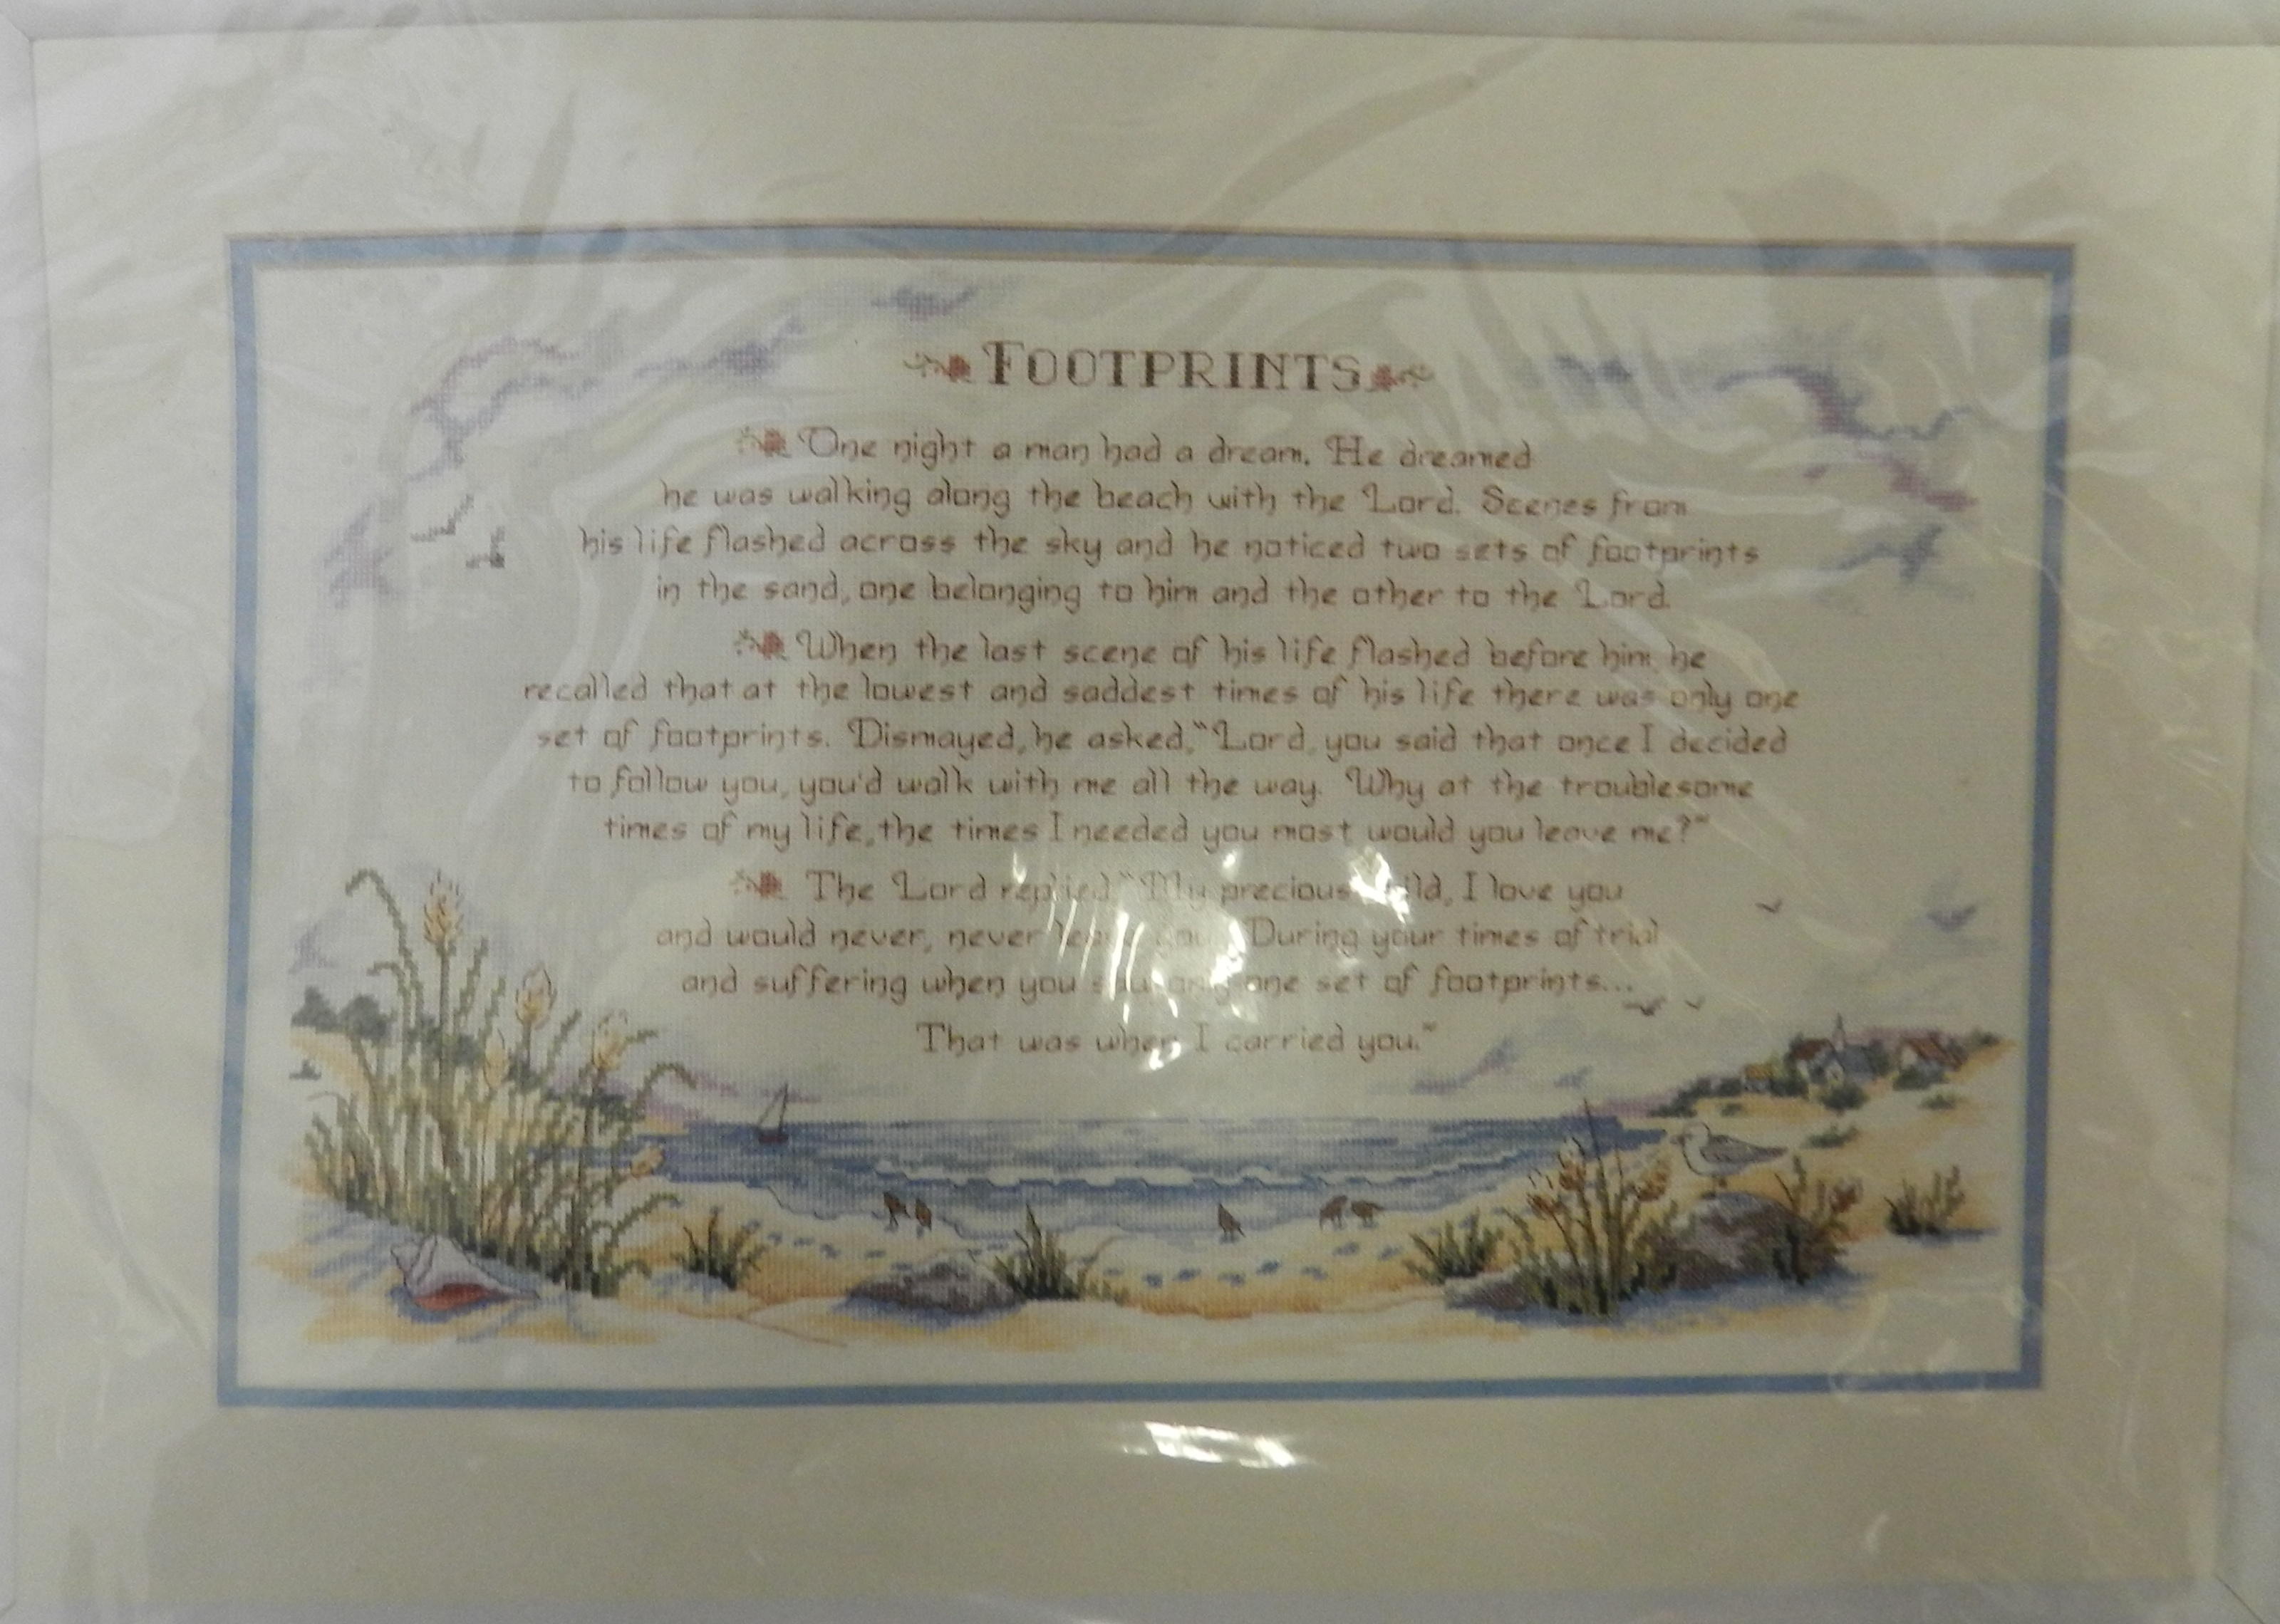 FOOTPRINTS
One night a man had a dream. He dreamed
he was walking along the beach with the Lord. Scenes from
his life flashed across the sky and he noticed two sets of footprints
in the sand, one belonging to him and the other to the Lord.
When the last scene of his life flashed before him he
recalled that at the lowest and saddest times of his life there was only one
set of footprints. Dismayed, he asked, "Lord, you said that once I decided
to follow you, you'd walk with me all the way. Why at the troublesome
times of my life, the times I needed you most would you leave me?"
The Lord replied, "My precious I love you
and would never, never During your times of trial
and suffering when you one set of footprints...
That was when I carried you."